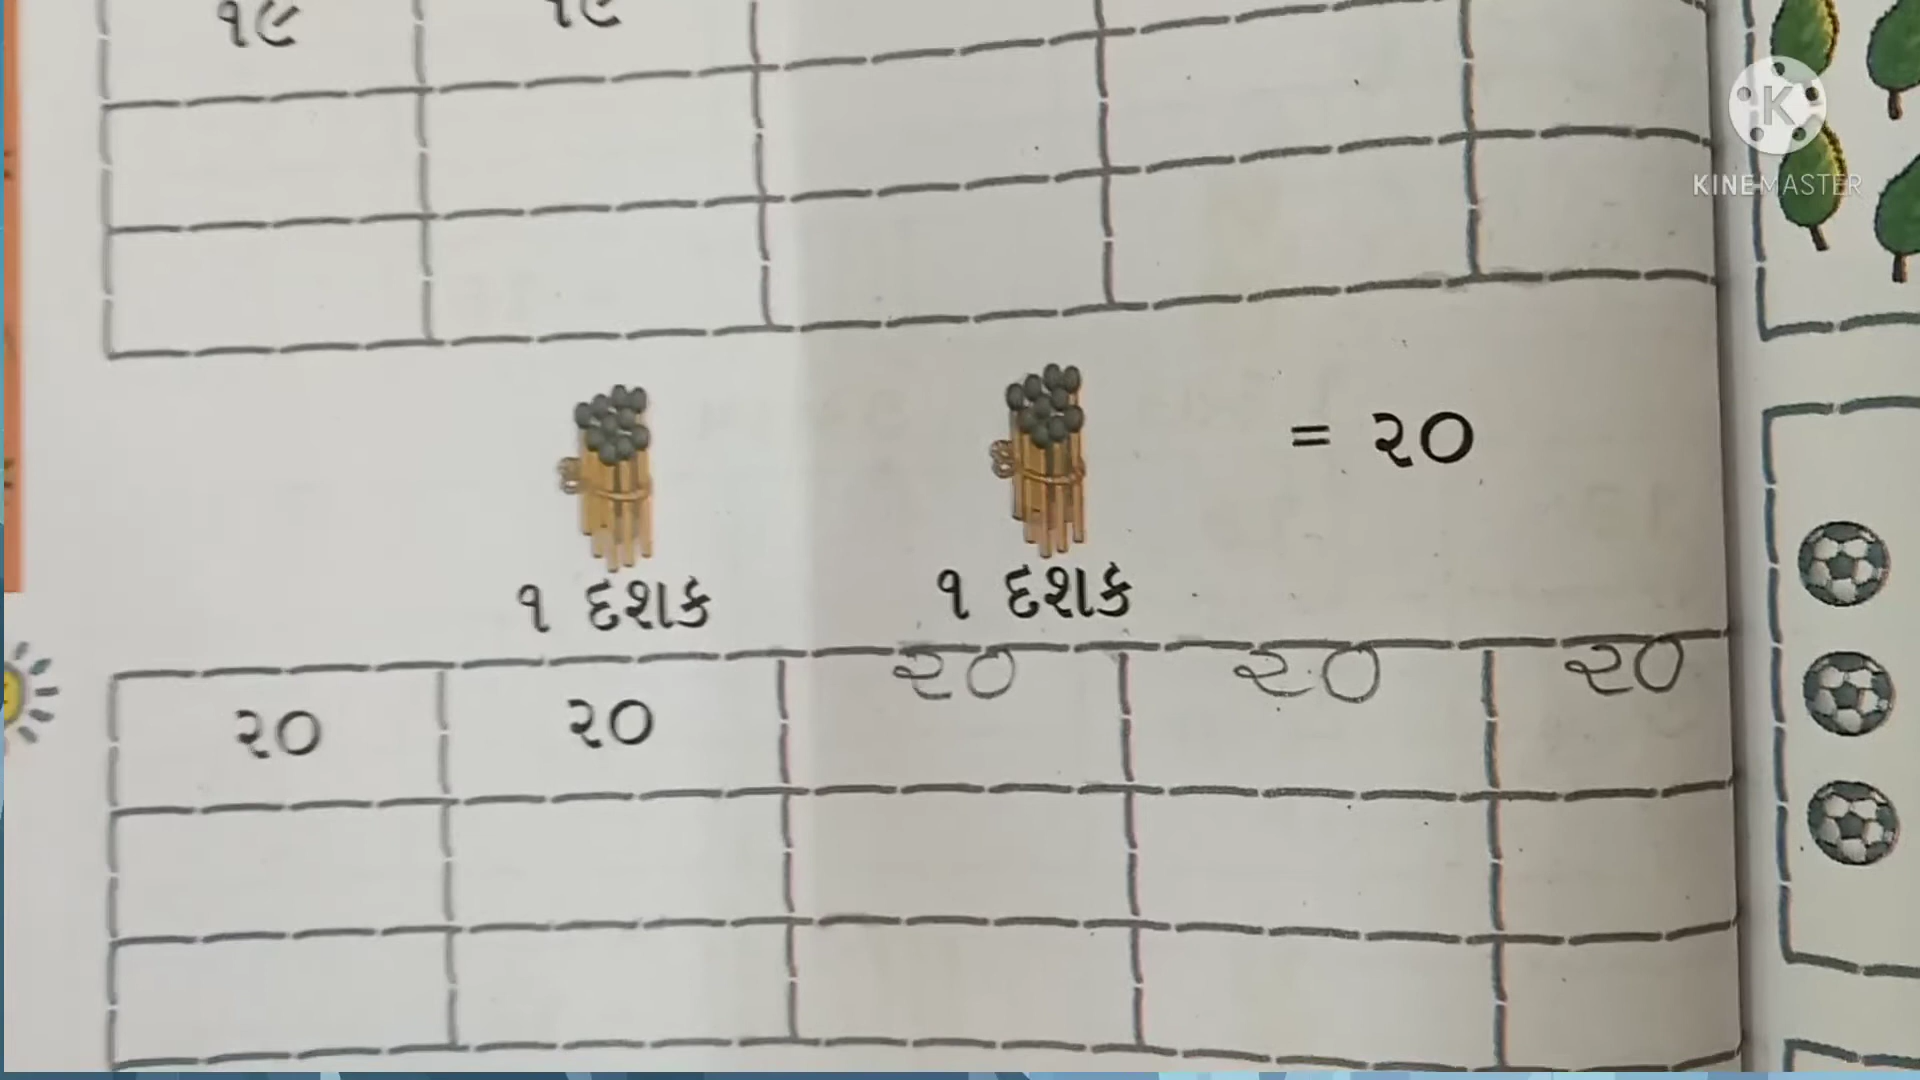 ૧૯ ૧૯
= ૨૦
૧ દશક ૧ દશક
૨૦ ૨૦ ૨૦ ૨૦ ૨૦
KINEMASTER